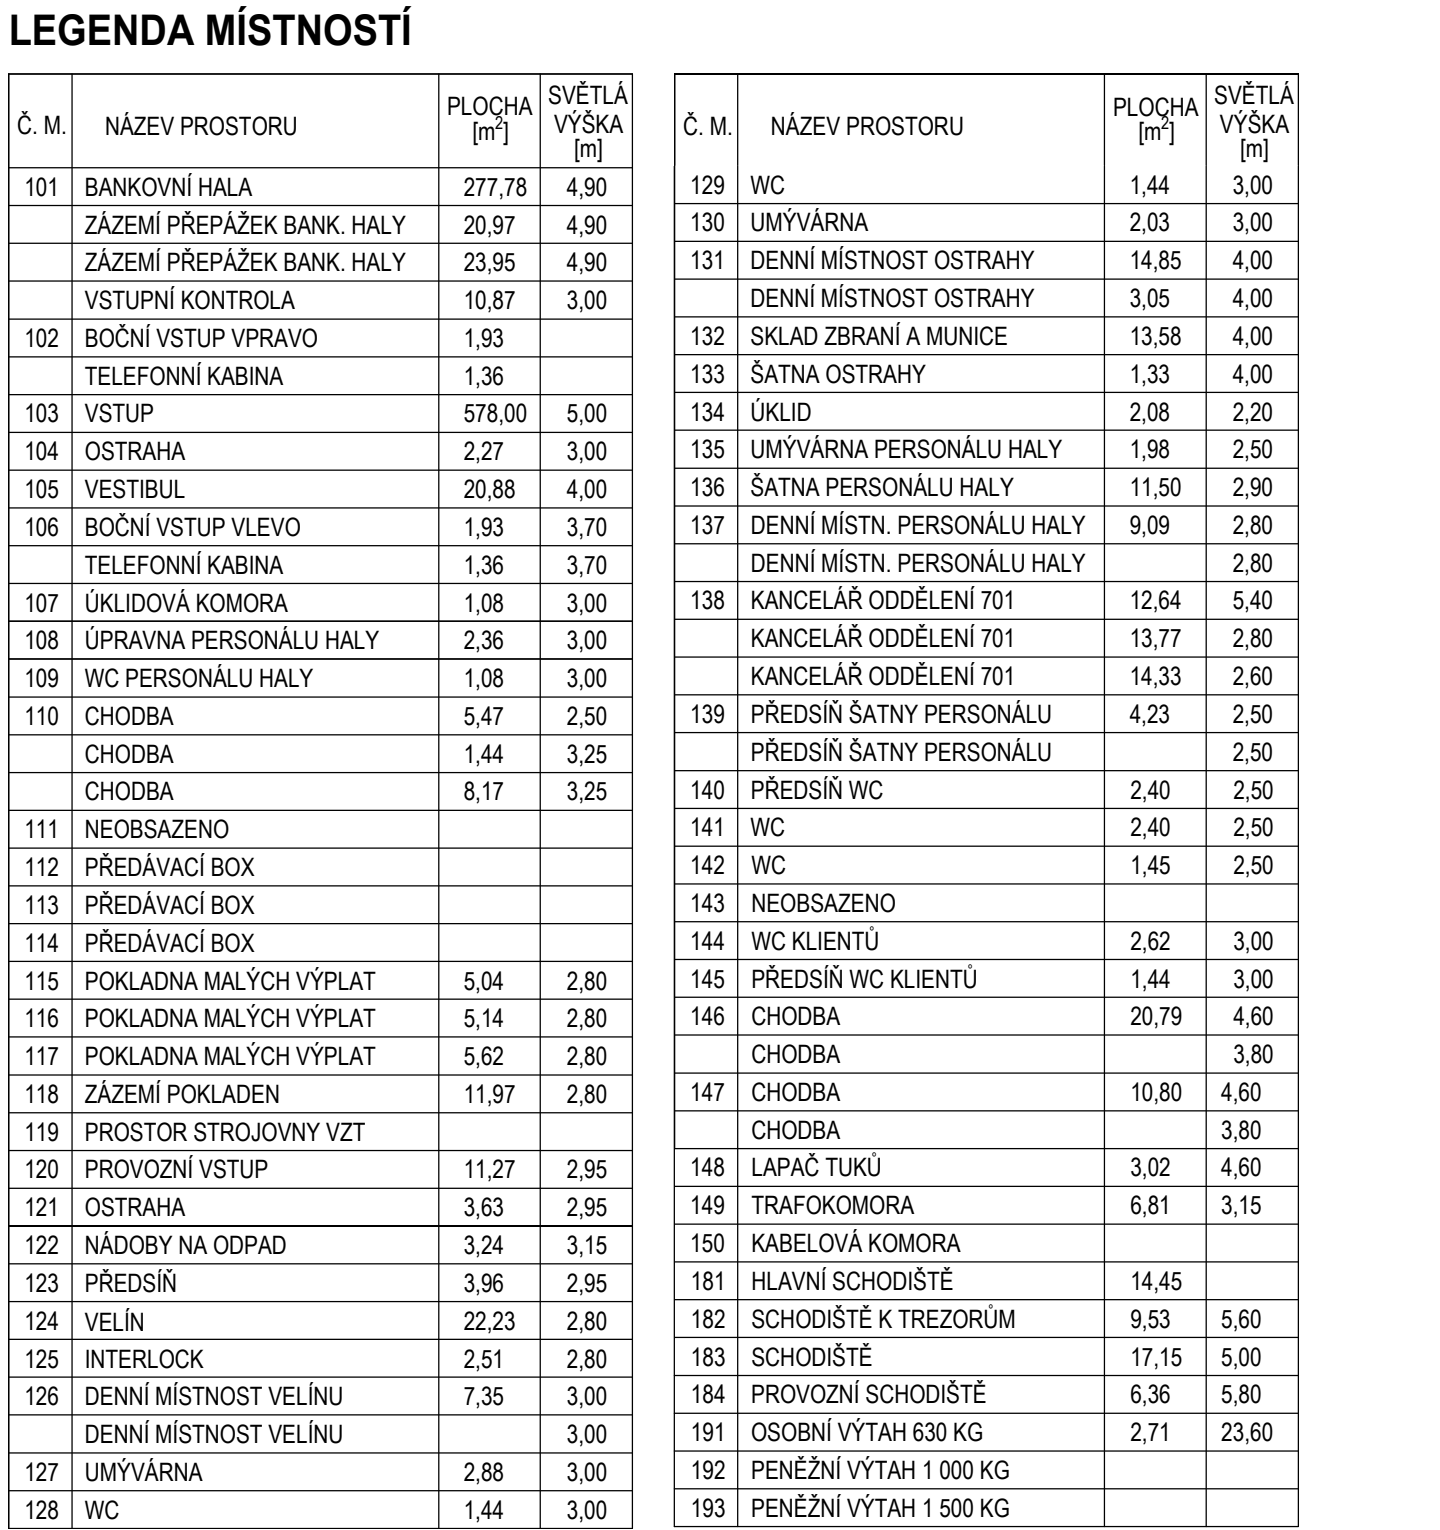 LEGENDA MÍSTNOSTÍ
Č. M. NÁZEV PROSTORU PLOCHA [m²] SVĚTLÁ VÝŠKA [m]
101 BANKOVNÍ HALA 277,78 4,90
ZÁZEMÍ PŘEPÁŽEK BANK. HALY 20,97 4,90
ZÁZEMÍ PŘEPÁŽEK BANK. HALY 23,95 4,90
VSTUPNÍ KONTROLA 10,87 3,00
102 BOČNÍ VSTUP VPRAVO 1,93
TELEFONNÍ KABINA 1,36
103 VSTUP 578,00 5,00
104 OSTRAHA 2,27 3,00
105 VESTIBUL 20,88 4,00
106 BOČNÍ VSTUP VLEVO 1,93 3,70
TELEFONNÍ KABINA 1,36 3,70
107 ÚKLIDOVÁ KOMORA 1,08 3,00
108 ÚPRAVNA PERSONÁLU HALY 2,36 3,00
109 WC PERSONÁLU HALY 1,08 3,00
110 CHODBA 5,47 2,50
CHODBA 1,44 3,25
CHODBA 8,17 3,25
111 NEOBSAZENO
112 PŘEDÁVACÍ BOX
113 PŘEDÁVACÍ BOX
114 PŘEDÁVACÍ BOX
115 POKLADNA MALÝCH VÝPLAT 5,04 2,80
116 POKLADNA MALÝCH VÝPLAT 5,14 2,80
117 POKLADNA MALÝCH VÝPLAT 5,62 2,80
118 ZÁZEMÍ POKLADEN 11,97 2,80
119 PROSTOR STROJOVNY VZT
120 PROVOZNÍ VSTUP 11,27 2,95
121 OSTRAHA 3,63 2,95
122 NÁDOBY NA ODPAD 3,24 3,15
123 PŘEDSÍŇ 3,96 2,95
124 VELÍN 22,23 2,80
125 INTERLOCK 2,51 2,80
126 DENNÍ MÍSTNOST VELÍNU 7,35 3,00
DENNÍ MÍSTNOST VELÍNU 3,00
127 UMÝVÁRNA 2,88 3,00
128 WC 1,44 3,00
Č. M. NÁZEV PROSTORU PLOCHA [m²] SVĚTLÁ VÝŠKA [m]
129 WC 1,44 3,00
130 UMÝVÁRNA 2,03 3,00
131 DENNÍ MÍSTNOST OSTRAHY 14,85 4,00
DENNÍ MÍSTNOST OSTRAHY 3,05 4,00
132 SKLAD ZBRANÍ A MUNICE 13,58 4,00
133 ŠATNA OSTRAHY 1,33 4,00
134 ÚKLID 2,08 2,20
135 UMÝVÁRNA PERSONÁLU HALY 1,98 2,50
136 ŠATNA PERSONÁLU HALY 11,50 2,90
137 DENNÍ MÍSTN. PERSONÁLU HALY 9,09 2,80
DENNÍ MÍSTN. PERSONÁLU HALY 2,80
138 KANCELÁŘ ODDĚLENÍ 701 12,64 5,40
KANCELÁŘ ODDĚLENÍ 701 13,77 2,80
KANCELÁŘ ODDĚLENÍ 701 14,33 2,60
139 PŘEDSÍŇ ŠATNY PERSONÁLU 4,23 2,50
PŘEDSÍŇ ŠATNY PERSONÁLU 2,50
140 PŘEDSÍŇ WC 2,40 2,50
141 WC 2,40 2,50
142 WC 1,45 2,50
143 NEOBSAZENO
144 WC KLIENTŮ 2,62 3,00
145 PŘEDSÍŇ WC KLIENTŮ 1,44 3,00
146 CHODBA 20,79 4,60
CHODBA 3,80
147 CHODBA 10,80 4,60
CHODBA 3,80
148 LAPAČ TUKŮ 3,02 4,60
149 TRAFOKOMORA 6,81 3,15
150 KABELOVÁ KOMORA
181 HLAVNÍ SCHODIŠTĚ 14,45
182 SCHODIŠTĚ K TREZORŮM 9,53 5,60
183 SCHODIŠTĚ 17,15 5,00
184 PROVOZNÍ SCHODIŠTĚ 6,36 5,80
191 OSOBNÍ VÝTAH 630 KG 2,71 23,60
192 PENĚŽNÍ VÝTAH 1 000 KG
193 PENĚŽNÍ VÝTAH 1 500 KG